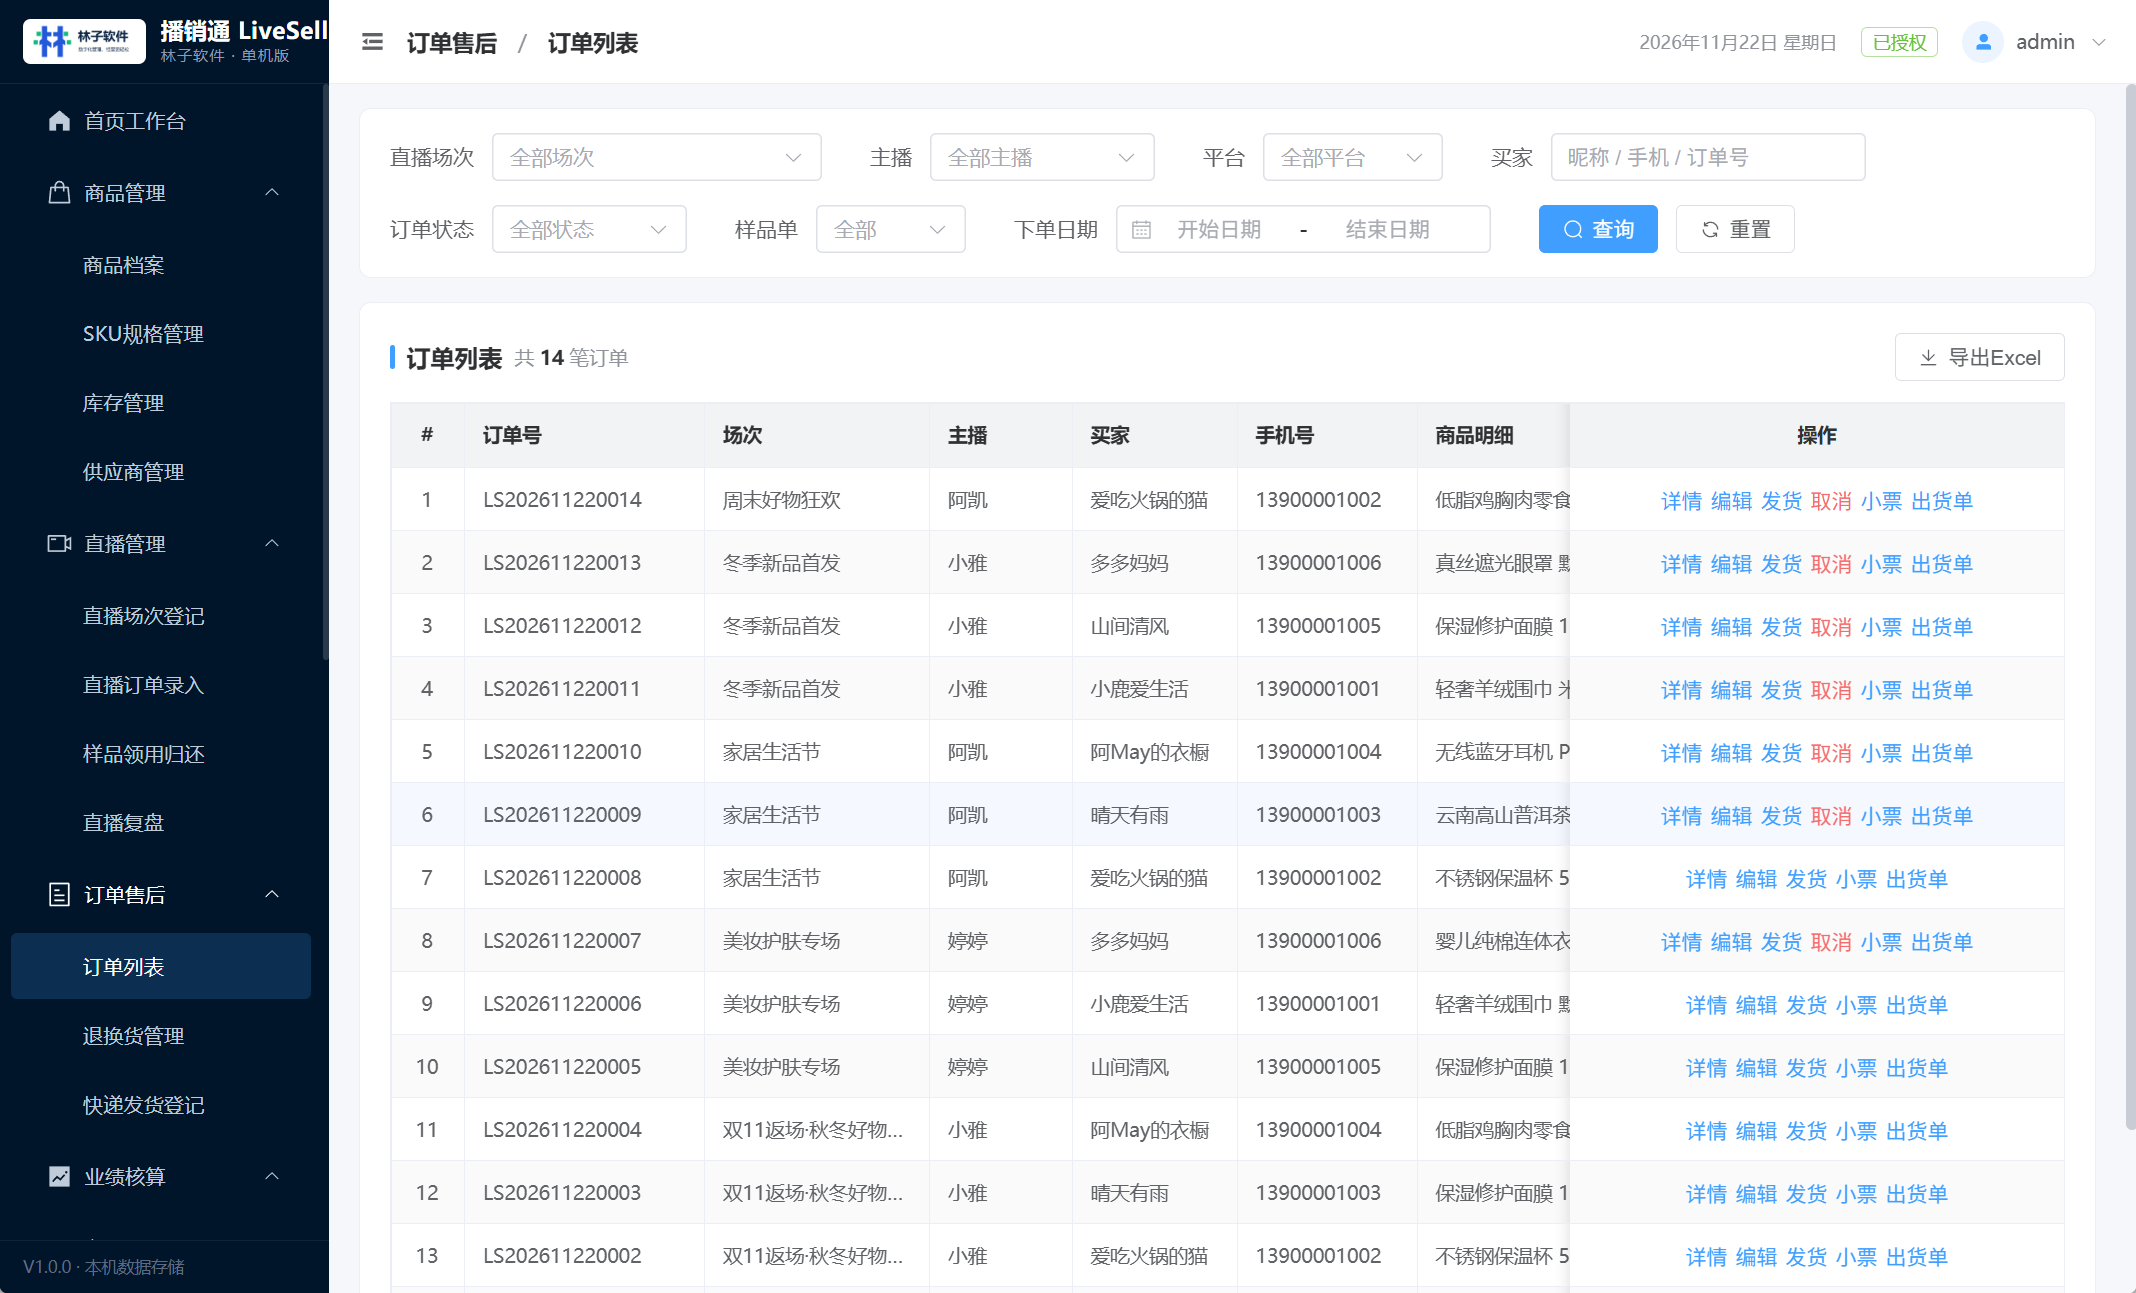 林子软件
播销通 LiveSell
林子软件 · 单机版
首页工作台
商品管理
商品档案
SKU规格管理
库存管理
供应商管理
直播管理
直播场次登记
直播订单录入
样品领用归还
直播复盘
订单售后
订单列表
退换货管理
快递发货登记
业绩核算
V1.0.0 · 本机数据存储
订单售后 / 订单列表
2026年11月22日 星期日 已授权 admin
直播场次 全部场次 主播 全部主播 平台 全部平台 买家 昵称 / 手机 / 订单号
订单状态 全部状态 样品单 全部 下单日期 开始日期 - 结束日期 查询 重置
订单列表 共 14 笔订单 导出Excel
# 订单号 场次 主播 买家 手机号 商品明细 操作
1 LS202611220014 周末好物狂欢 阿凯 爱吃火锅的猫 13900001002 低脂鸡胸肉零食 详情 编辑 发货 取消 小票 出货单
2 LS202611220013 冬季新品首发 小雅 多多妈妈 13900001006 真丝遮光眼罩 详情 编辑 发货 取消 小票 出货单
3 LS202611220012 冬季新品首发 小雅 山间清风 13900001005 保湿修护面膜 1 详情 编辑 发货 取消 小票 出货单
4 LS202611220011 冬季新品首发 小雅 小鹿爱生活 13900001001 轻奢羊绒围巾 米 详情 编辑 发货 取消 小票 出货单
5 LS202611220010 家居生活节 阿凯 阿May的衣橱 13900001004 无线蓝牙耳机 P 详情 编辑 发货 取消 小票 出货单
6 LS202611220009 家居生活节 阿凯 晴天有雨 13900001003 云南高山普洱茶 详情 编辑 发货 取消 小票 出货单
7 LS202611220008 家居生活节 阿凯 爱吃火锅的猫 13900001002 不锈钢保温杯 5 详情 编辑 发货 小票 出货单
8 LS202611220007 美妆护肤专场 婷婷 多多妈妈 13900001006 婴儿纯棉连体衣 详情 编辑 发货 取消 小票 出货单
9 LS202611220006 美妆护肤专场 婷婷 小鹿爱生活 13900001001 轻奢羊绒围巾 详情 编辑 发货 小票 出货单
10 LS202611220005 美妆护肤专场 婷婷 山间清风 13900001005 保湿修护面膜 1 详情 编辑 发货 小票 出货单
11 LS202611220004 双11返场·秋冬好物... 小雅 阿May的衣橱 13900001004 低脂鸡胸肉零食 详情 编辑 发货 小票 出货单
12 LS202611220003 双11返场·秋冬好物... 小雅 晴天有雨 13900001003 保湿修护面膜 1 详情 编辑 发货 小票 出货单
13 LS202611220002 双11返场·秋冬好物... 小雅 爱吃火锅的猫 13900001002 不锈钢保温杯 5 详情 编辑 发货 小票 出货单